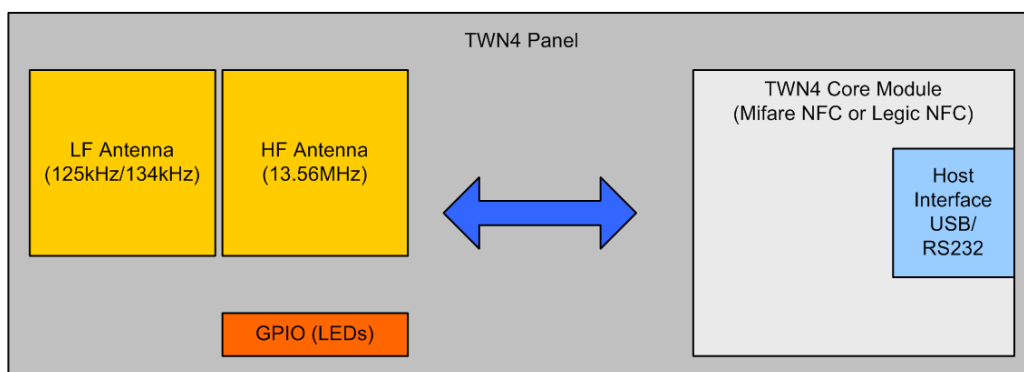 TWN4 Panel
LF Antenna
(125kHz/134kHz)
HF Antenna
(13.56MHz)
GPIO (LEDs)
TWN4 Core Module
(Mifare NFC or Legic NFC)
Host
Interface
USB/
RS232